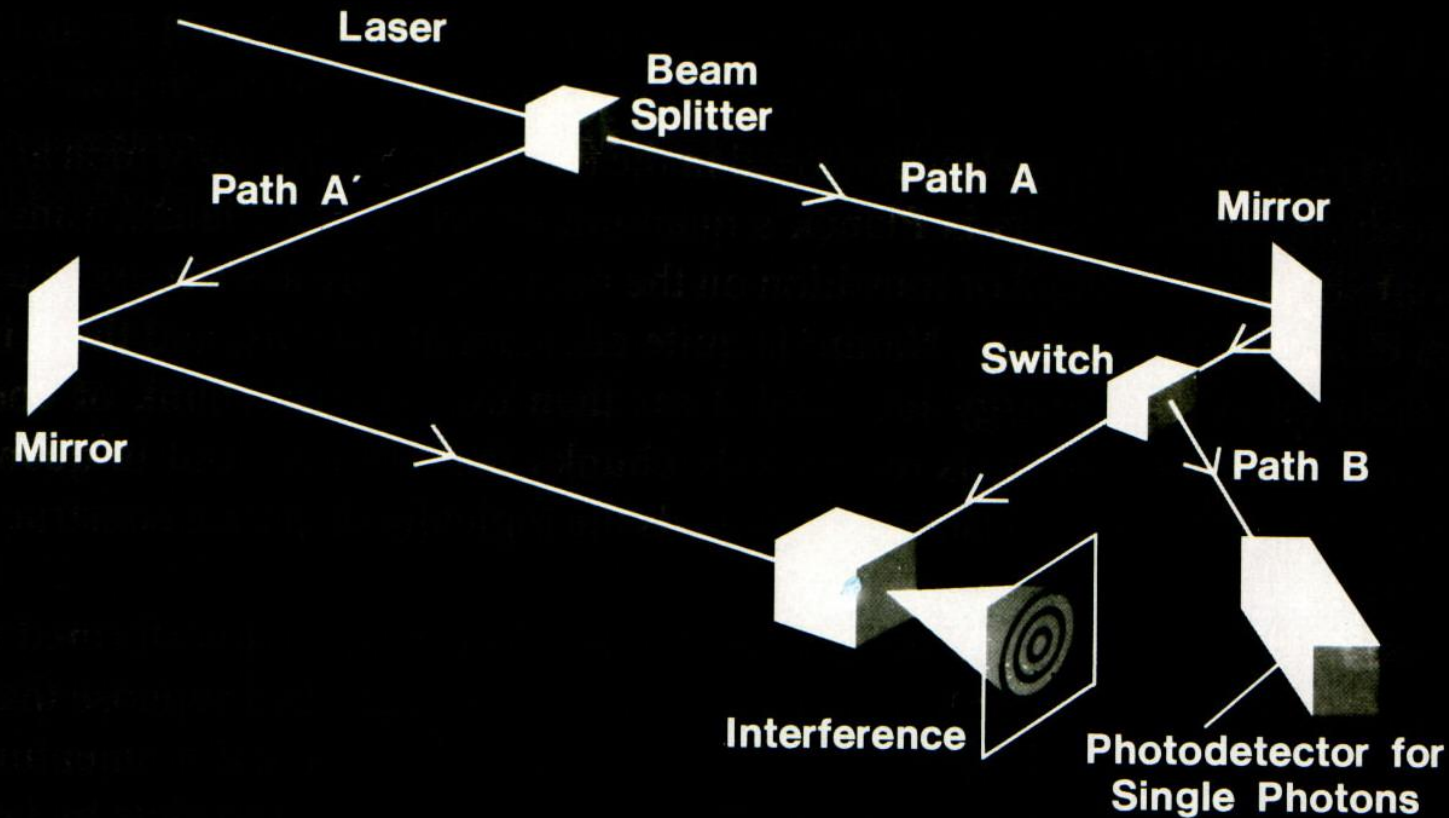 Laser
Beam
Splitter
Path A′
Path A
Mirror
Switch
Mirror
Path B
Interference
Photodetector for
Single Photons